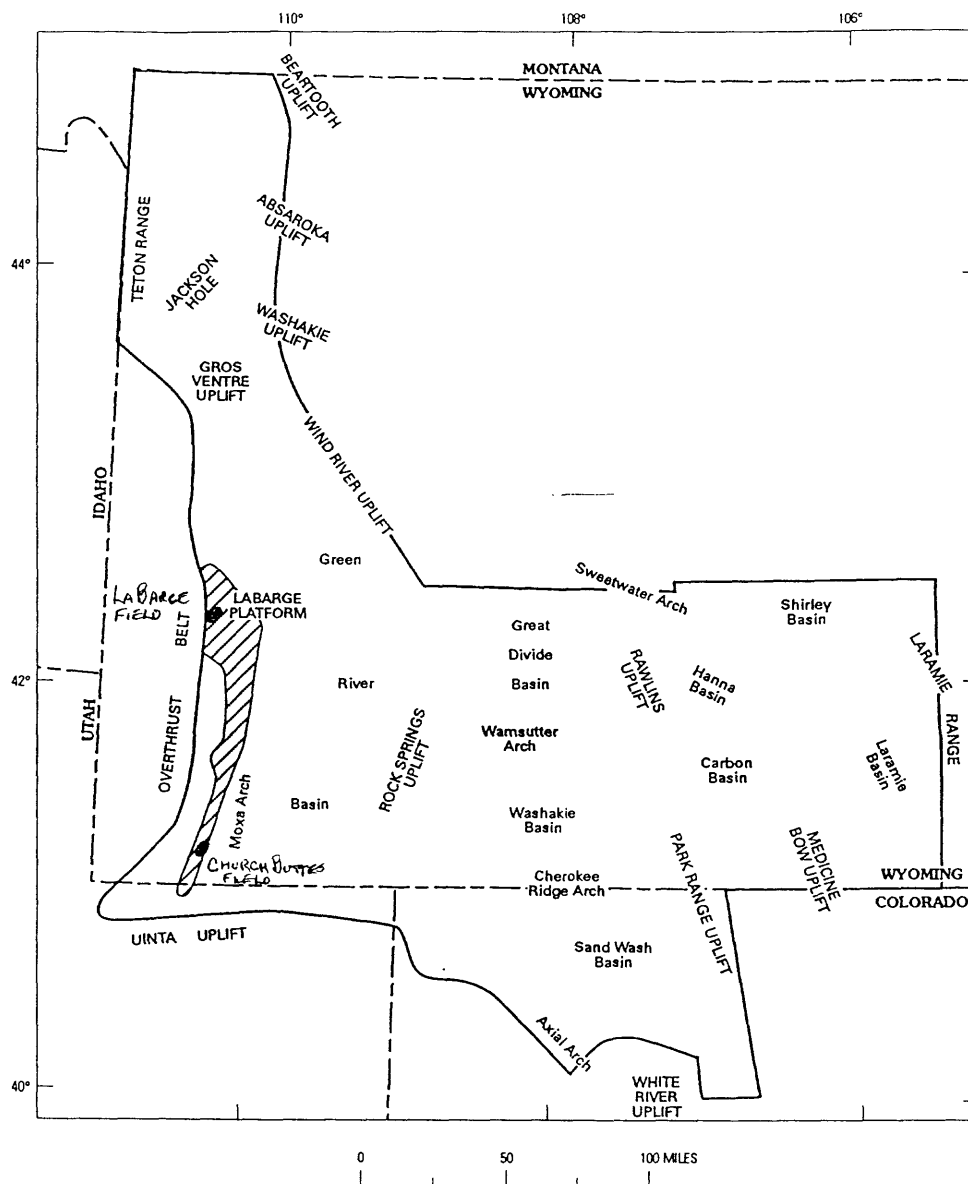 110°
108°
106°
MONTANA
WYOMING
BEARTOOTH
UPLIFT
ABSAROKA
UPLIFT
TETON RANGE
44°
JACKSON
HOLE
WASHAKIE
UPLIFT
GROS
VENTRE
UPLIFT
WIND RIVER UPLIFT
IDAHO
Green
Sweetwater Arch
LABARGE
FIELD
LABARGE
PLATFORM
BELT
Shirley
Basin
Great
Divide
Basin
RAWLINS
UPLIFT
Hanna
Basin
LARAMIE
RANGE
42°
UTAH
River
OVERTHRUST
ROCK SPRINGS
UPLIFT
Wamsutter
Arch
Carbon
Basin
Laramie
Basin
Moxa Arch
Basin
Washakie
Basin
CHURCH BUTTES
FIELD
Cherokee
Ridge Arch
PARK RANGE UPLIFT
MEDICINE
BOW UPLIFT
WYOMING
COLORADO
UINTA UPLIFT
Sand Wash
Basin
Axial Arch
40°
WHITE
RIVER
UPLIFT
0 50 100 MILES